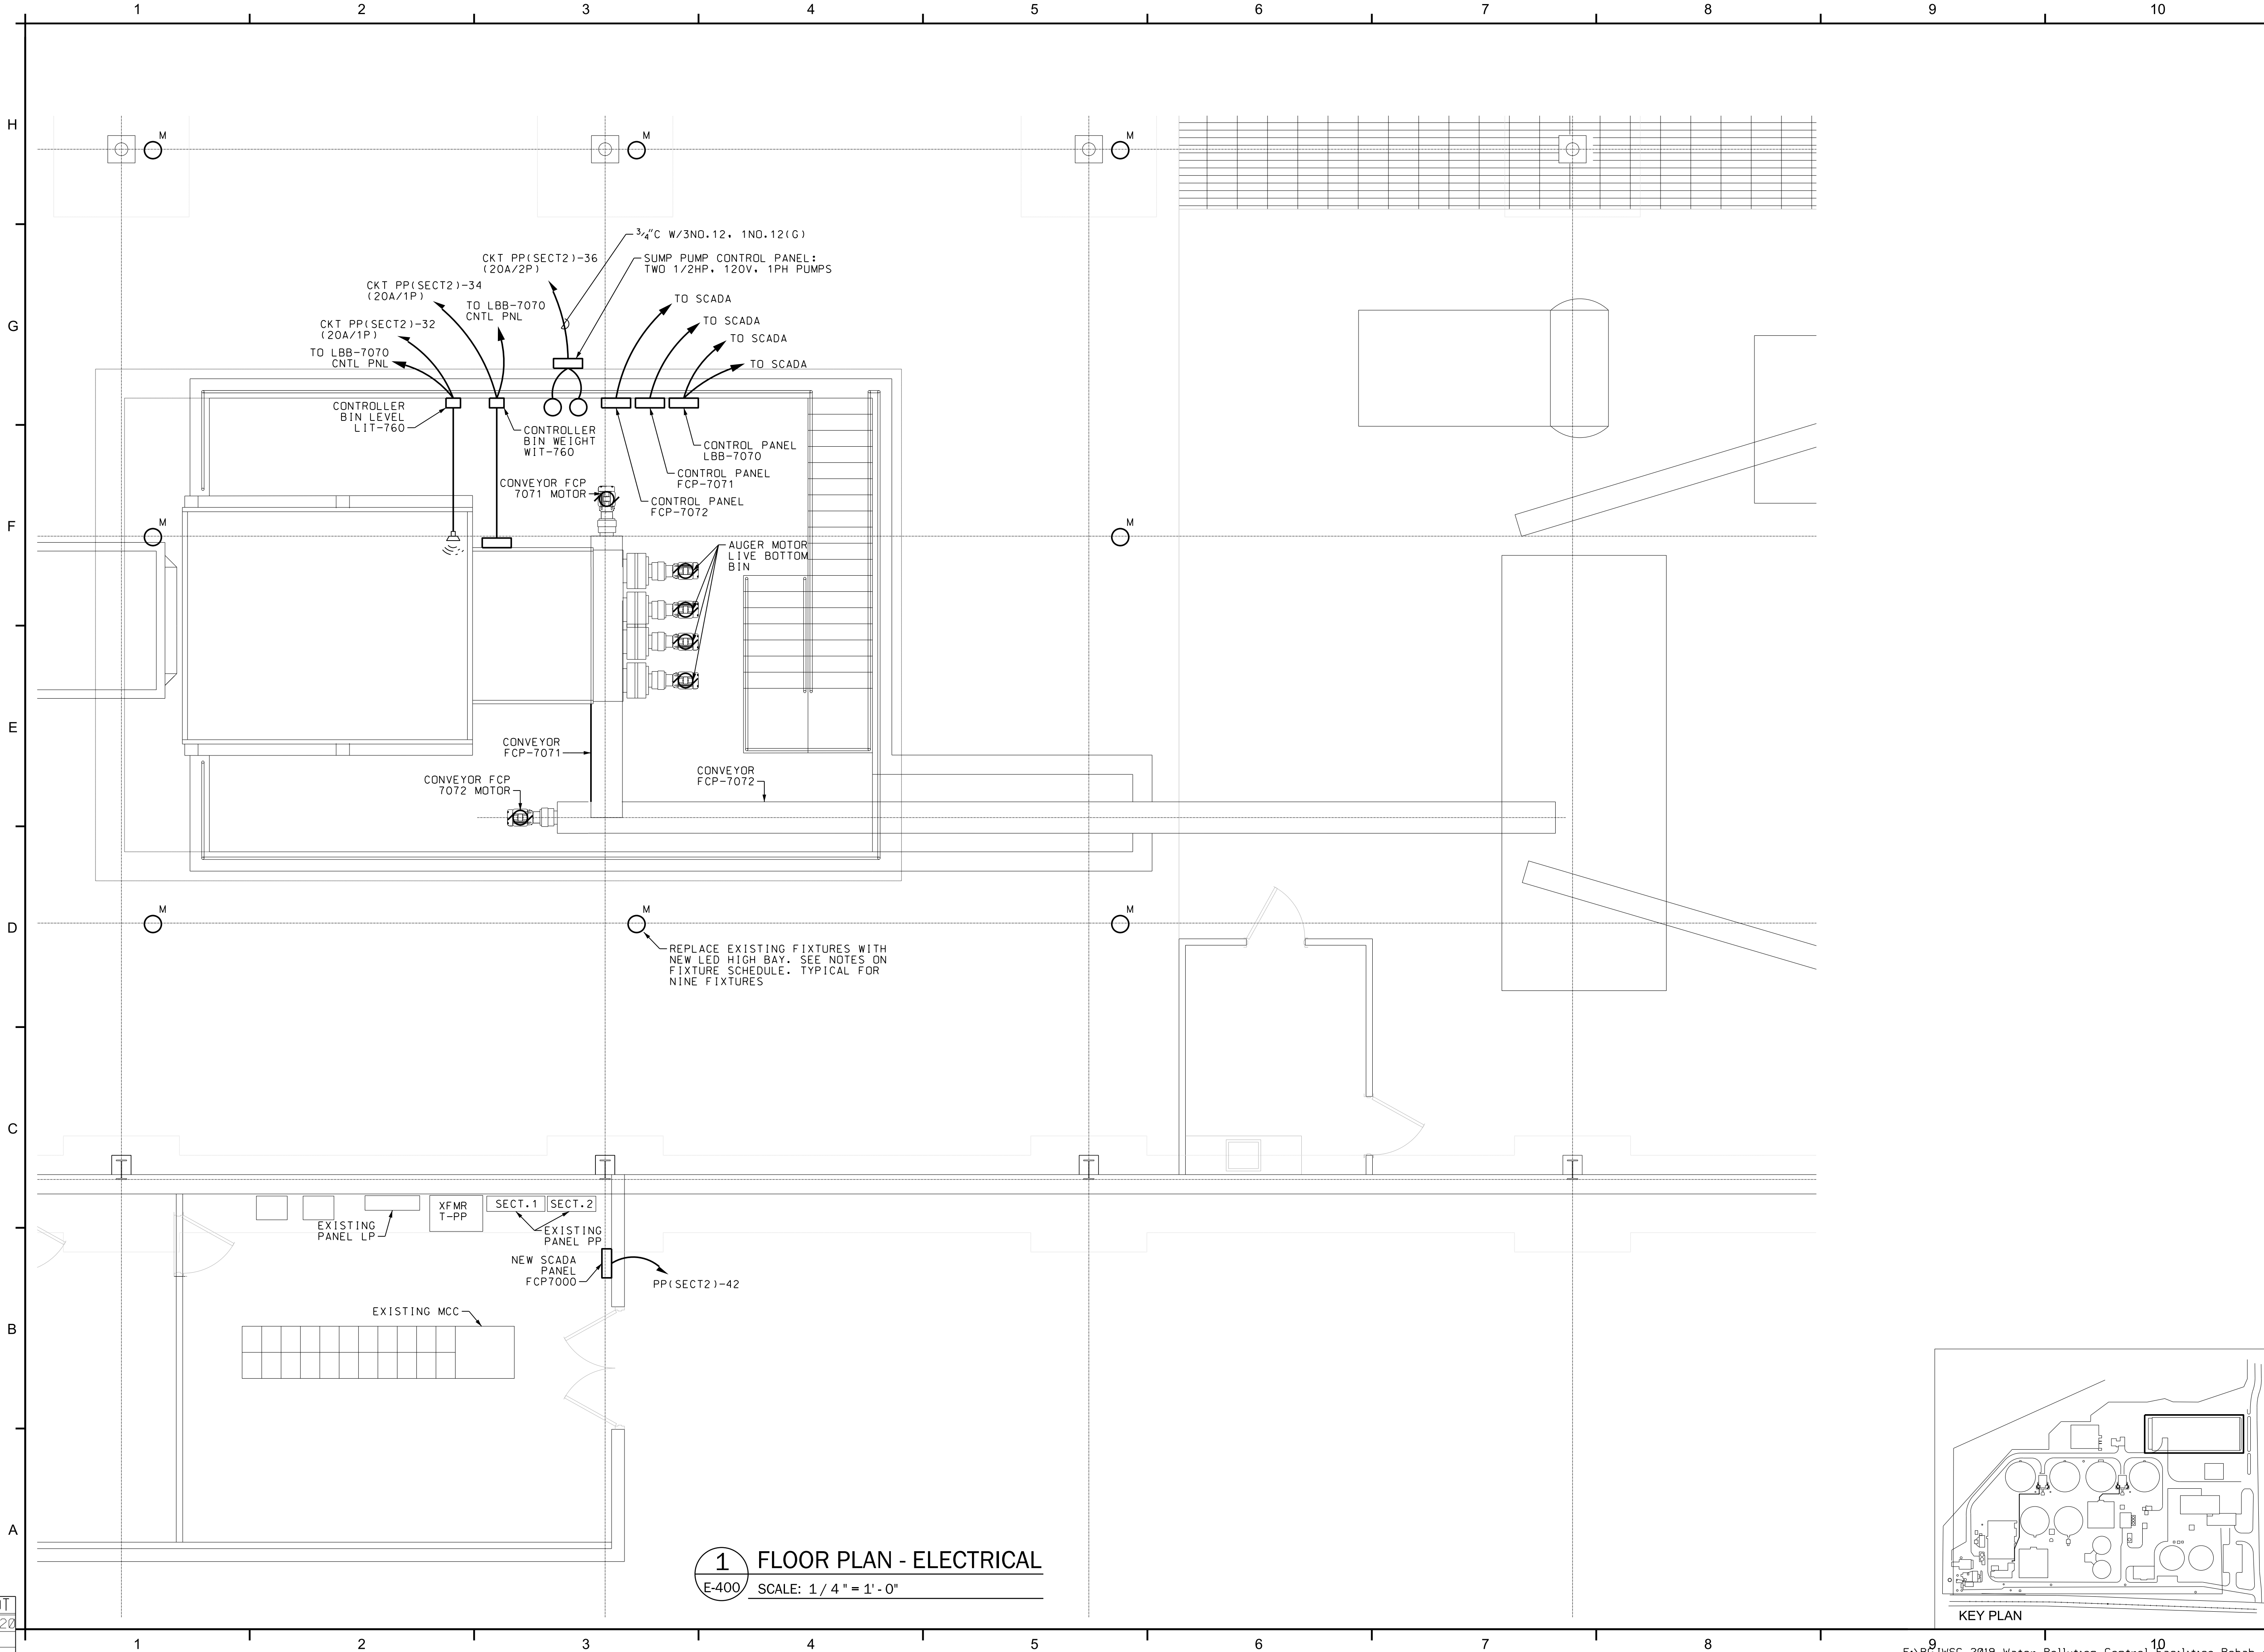 1 2 3 4 5 6 7 8 9 10
H
M M M
3/4"C W/3NO.12, 1NO.12(G)
CKT PP(SECT2)-36
(20A/2P)
SUMP PUMP CONTROL PANEL:
TWO 1/2HP, 120V, 1PH PUMPS
CKT PP(SECT2)-34
(20A/1P)
TO LBB-7070
CNTL PNL
TO SCADA
G
CKT PP(SECT2)-32
(20A/1P)
TO SCADA
TO SCADA
TO LBB-7070
CNTL PNL
TO SCADA
CONTROLLER
BIN LEVEL
LIT-760
CONTROLLER
BIN WEIGHT
WIT-760
CONTROL PANEL
LBB-7070
CONTROL PANEL
FCP-7071
CONVEYOR FCP
7071 MOTOR
CONTROL PANEL
FCP-7072
F
M M
AUGER MOTOR
LIVE BOTTOM
BIN
E
CONVEYOR
FCP-7071
CONVEYOR FCP
7072 MOTOR
CONVEYOR
FCP-7072
D
M M M
REPLACE EXISTING FIXTURES WITH
NEW LED HIGH BAY. SEE NOTES ON
FIXTURE SCHEDULE. TYPICAL FOR
NINE FIXTURES
C
XFMR
T-PP
SECT.1 SECT.2
EXISTING
PANEL LP
EXISTING
PANEL PP
NEW SCADA
PANEL
FCP7000
PP(SECT2)-42
B
EXISTING MCC
A
1
E-400
FLOOR PLAN - ELECTRICAL
SCALE: 1/4" = 1'-0"
KEY PLAN
1 2 3 4 5 6 7 8 9 10